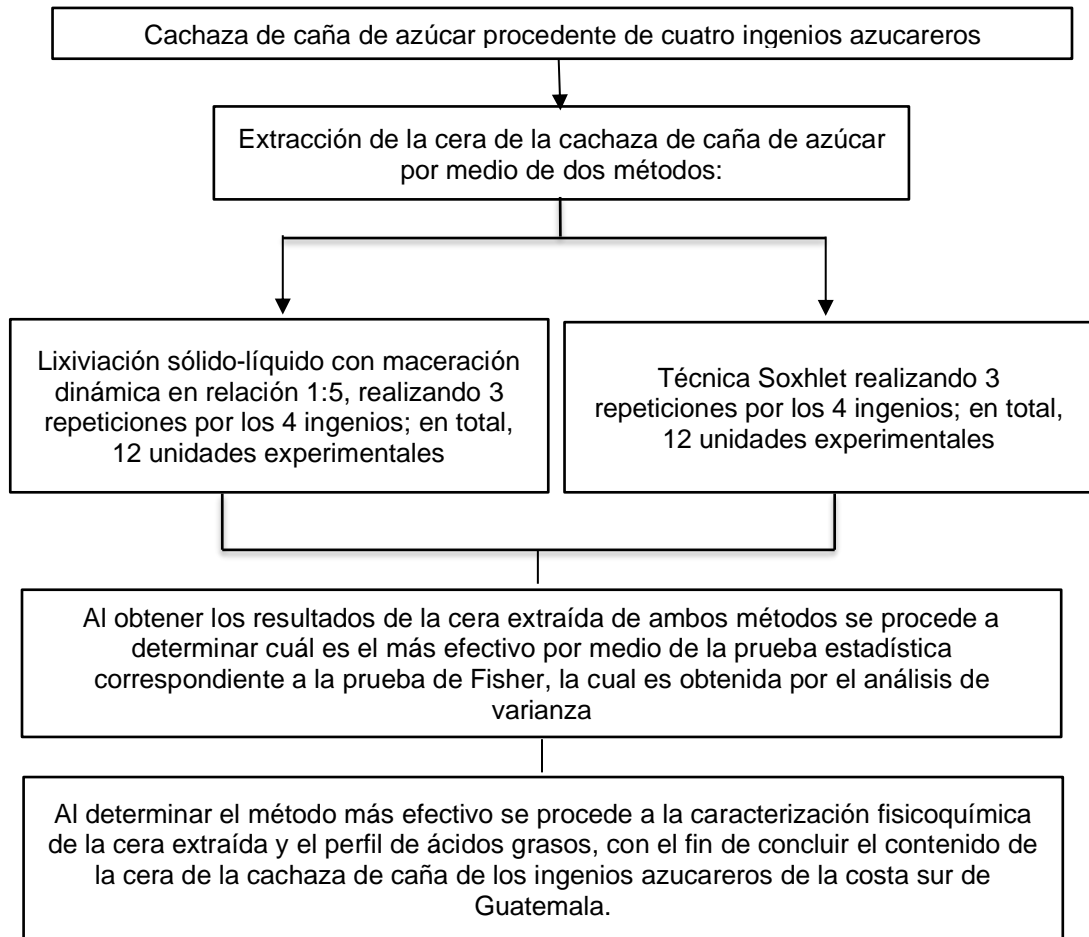 Cachaza de caña de azúcar procedente de cuatro ingenios azucareros
Extracción de la cera de la cachaza de caña de azúcar
por medio de dos métodos:
Lixiviación sólido-líquido con maceración
dinámica en relación 1:5, realizando 3
repeticiones por los 4 ingenios; en total,
12 unidades experimentales
Técnica Soxhlet realizando 3
repeticiones por los 4 ingenios; en total,
12 unidades experimentales
Al obtener los resultados de la cera extraída de ambos métodos se procede a
determinar cuál es el más efectivo por medio de la prueba estadística
correspondiente a la prueba de Fisher, la cual es obtenida por el análisis de
varianza
Al determinar el método más efectivo se procede a la caracterización fisicoquímica
de la cera extraída y el perfil de ácidos grasos, con el fin de concluir el contenido de
la cera de la cachaza de caña de los ingenios azucareros de la costa sur de
Guatemala.